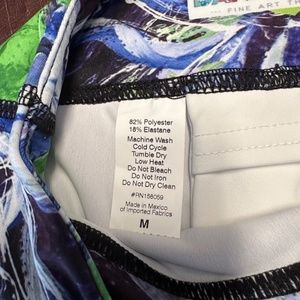 FINE ART
82% Polyester
18% Elastane
Machine Wash
Cold Cycle
Tumble Dry
Low Heat
Do Not Bleach
Do Not Iron
Do Not Dry Clean
#RN156059
Made in Mexico
of Imported Fabrics
M